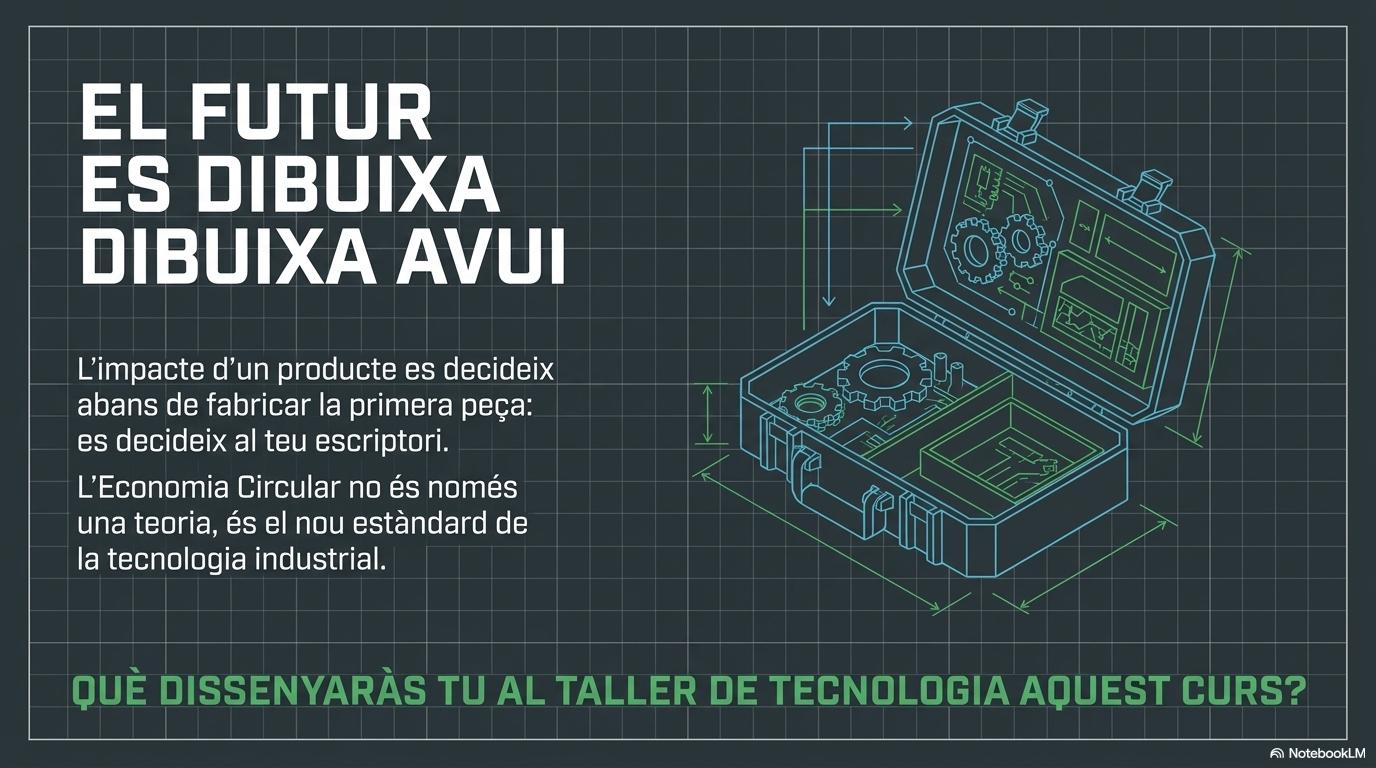 EL FUTUR
ES DIBUIXA
DIBUIXA AVUI
L'impacte d'un producte es decideix
abans de fabricar la primera peça:
es decideix al teu escriptori.
L'Economia Circular no és només
una teoria, és el nou estàndard de
la tecnologia industrial.
QUÈ DISSENYARÀS TU AL TALLER DE TECNOLOGIA AQUEST CURS?
NotebookLM